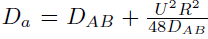 D_a = D_{AB} + \frac{U^2 R^2}{48 D_{AB}}